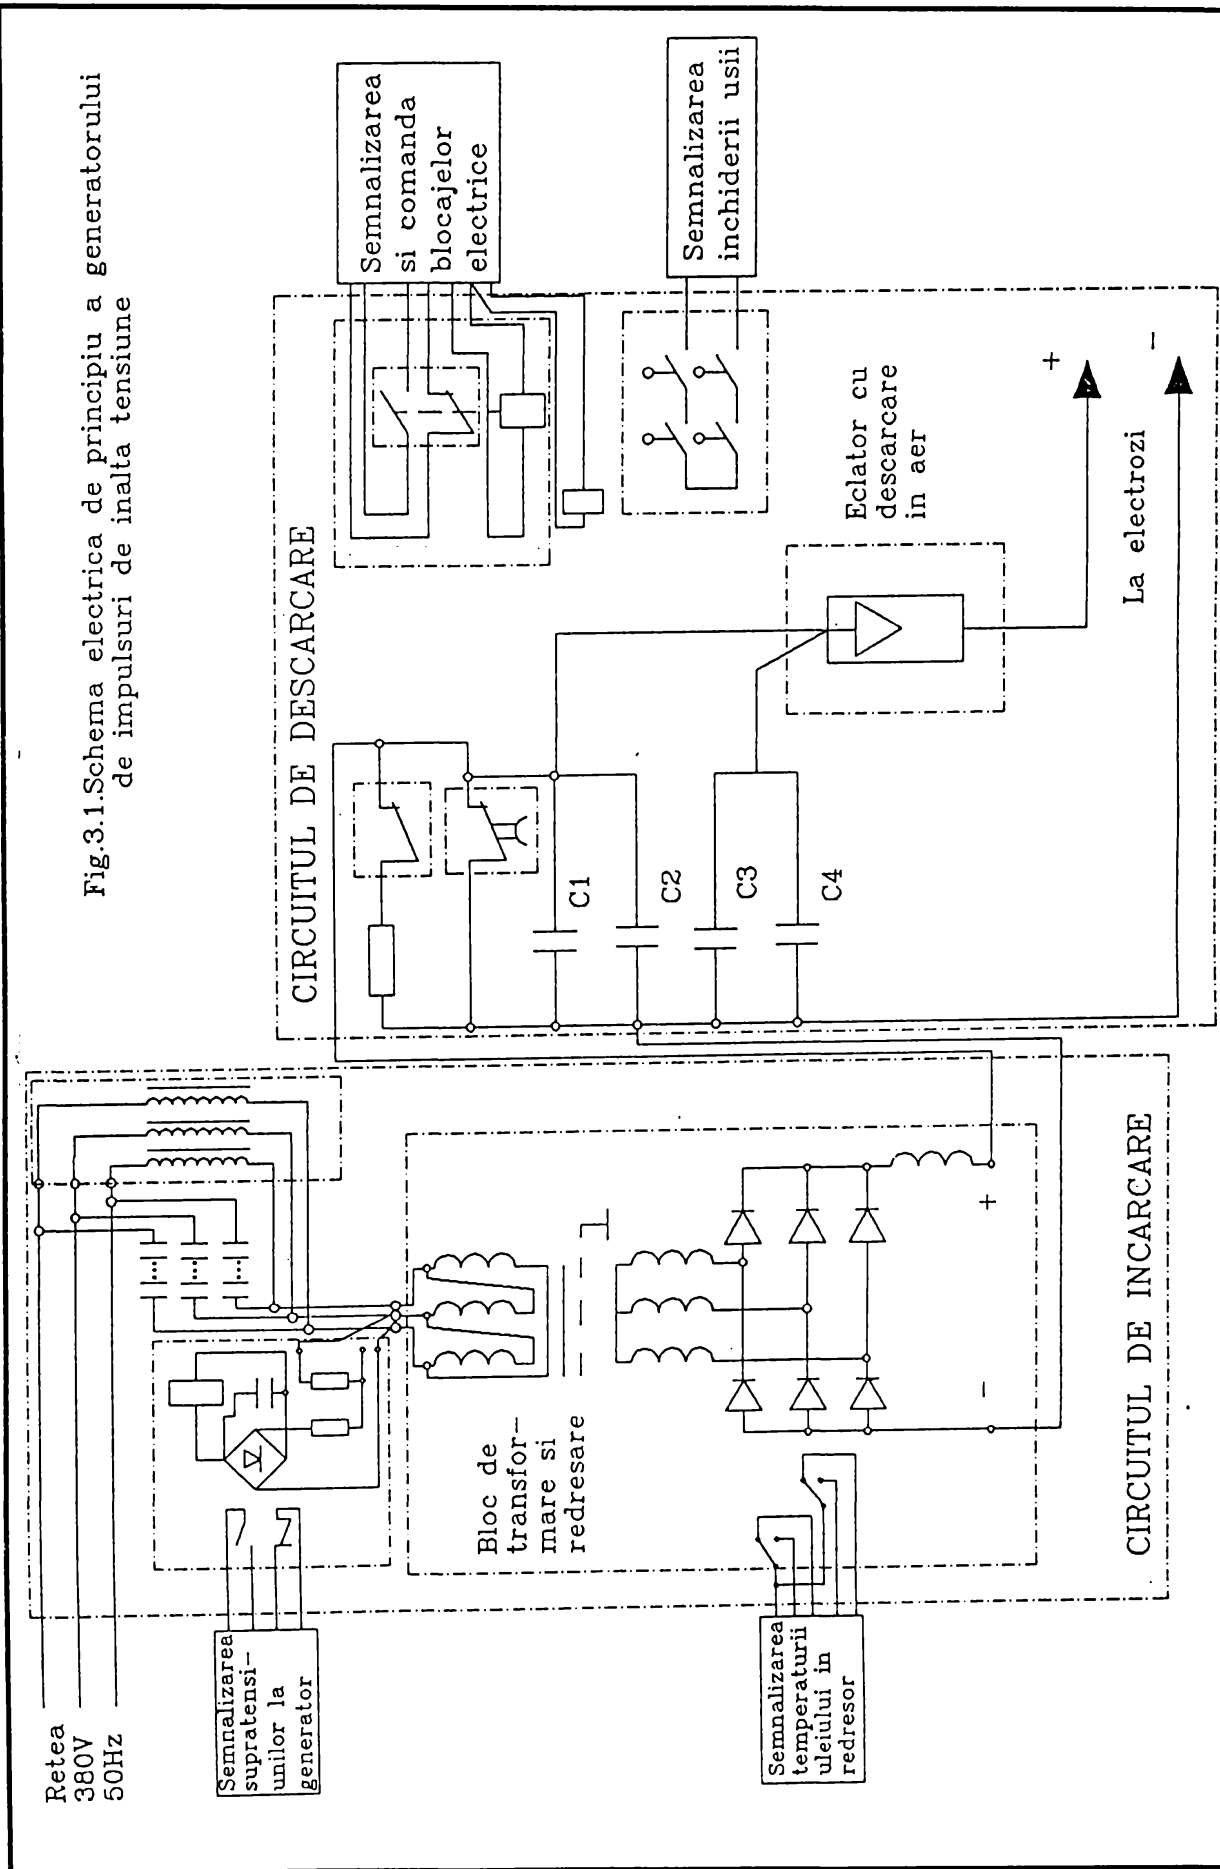 Fig.3.1.Schema electrica de principiu a generatorului
de impulsuri de inalta tensiune
Retea
380V
50Hz
Semnalizarea
supratensi-
unilor la
generator
Bloc de
transfor-
mare si
redresare
Semnalizarea
temperaturii
uleiului in
redresor
+
-
CIRCUITUL DE INCARCARE
CIRCUITUL DE DESCARCARE
C1
C2
C3
C4
Semnalizarea
si comanda
blocajelor
electrice
Semnalizarea
inchiderii usii
Eclator cu
descarcare
in aer
La electrozi
+
-